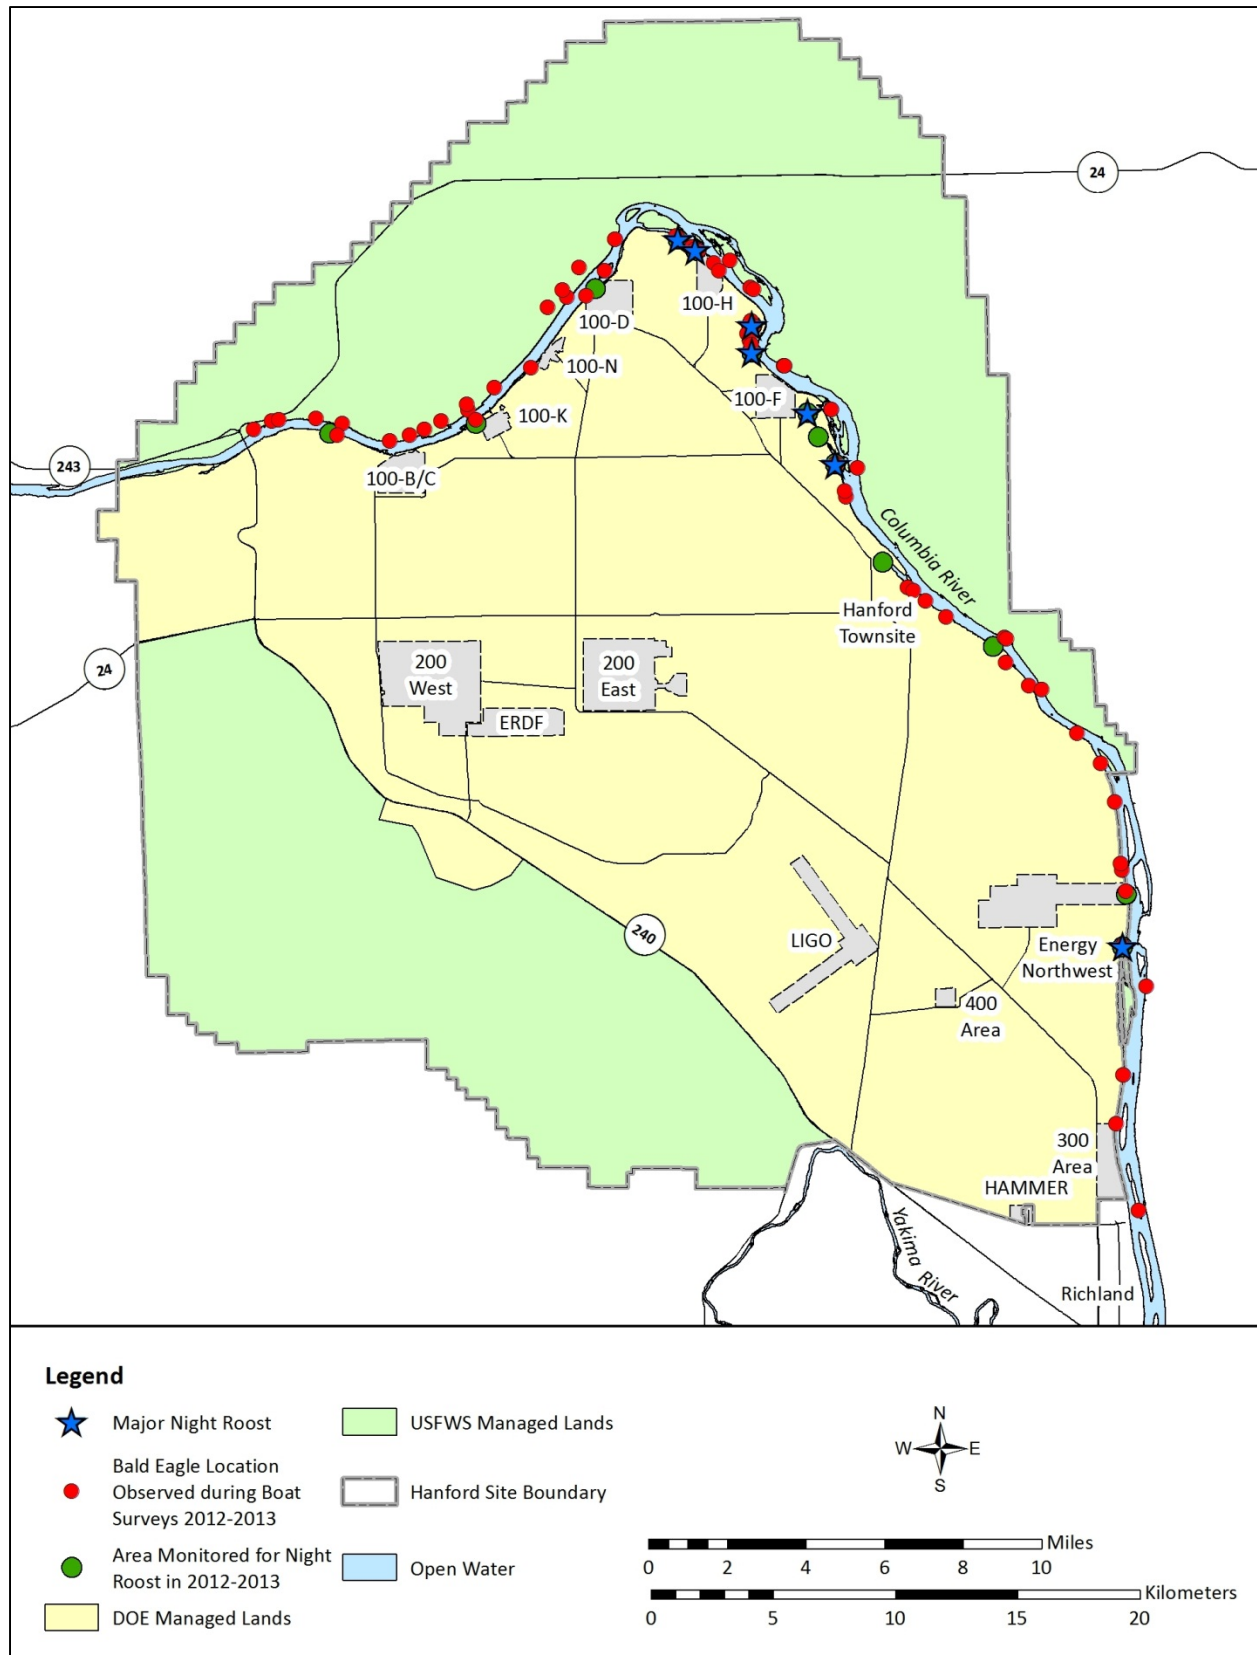 24
100-H
100-D
100-N
100-F
100-K
243
100-B/C
Columbia River
Hanford
Townsite
24
200
West
200
East
ERDF
240
LIGO
Energy
Northwest
400
Area
300
Area
HAMMER
Yakima River
Richland
Legend
Major Night Roost
Bald Eagle Location
Observed during Boat
Surveys 2012-2013
Area Monitored for Night
Roost in 2012-2013
DOE Managed Lands
USFWS Managed Lands
Hanford Site Boundary
Open Water
N
W E
S
Miles
0 2 4 6 8 10
Kilometers
0 5 10 15 20